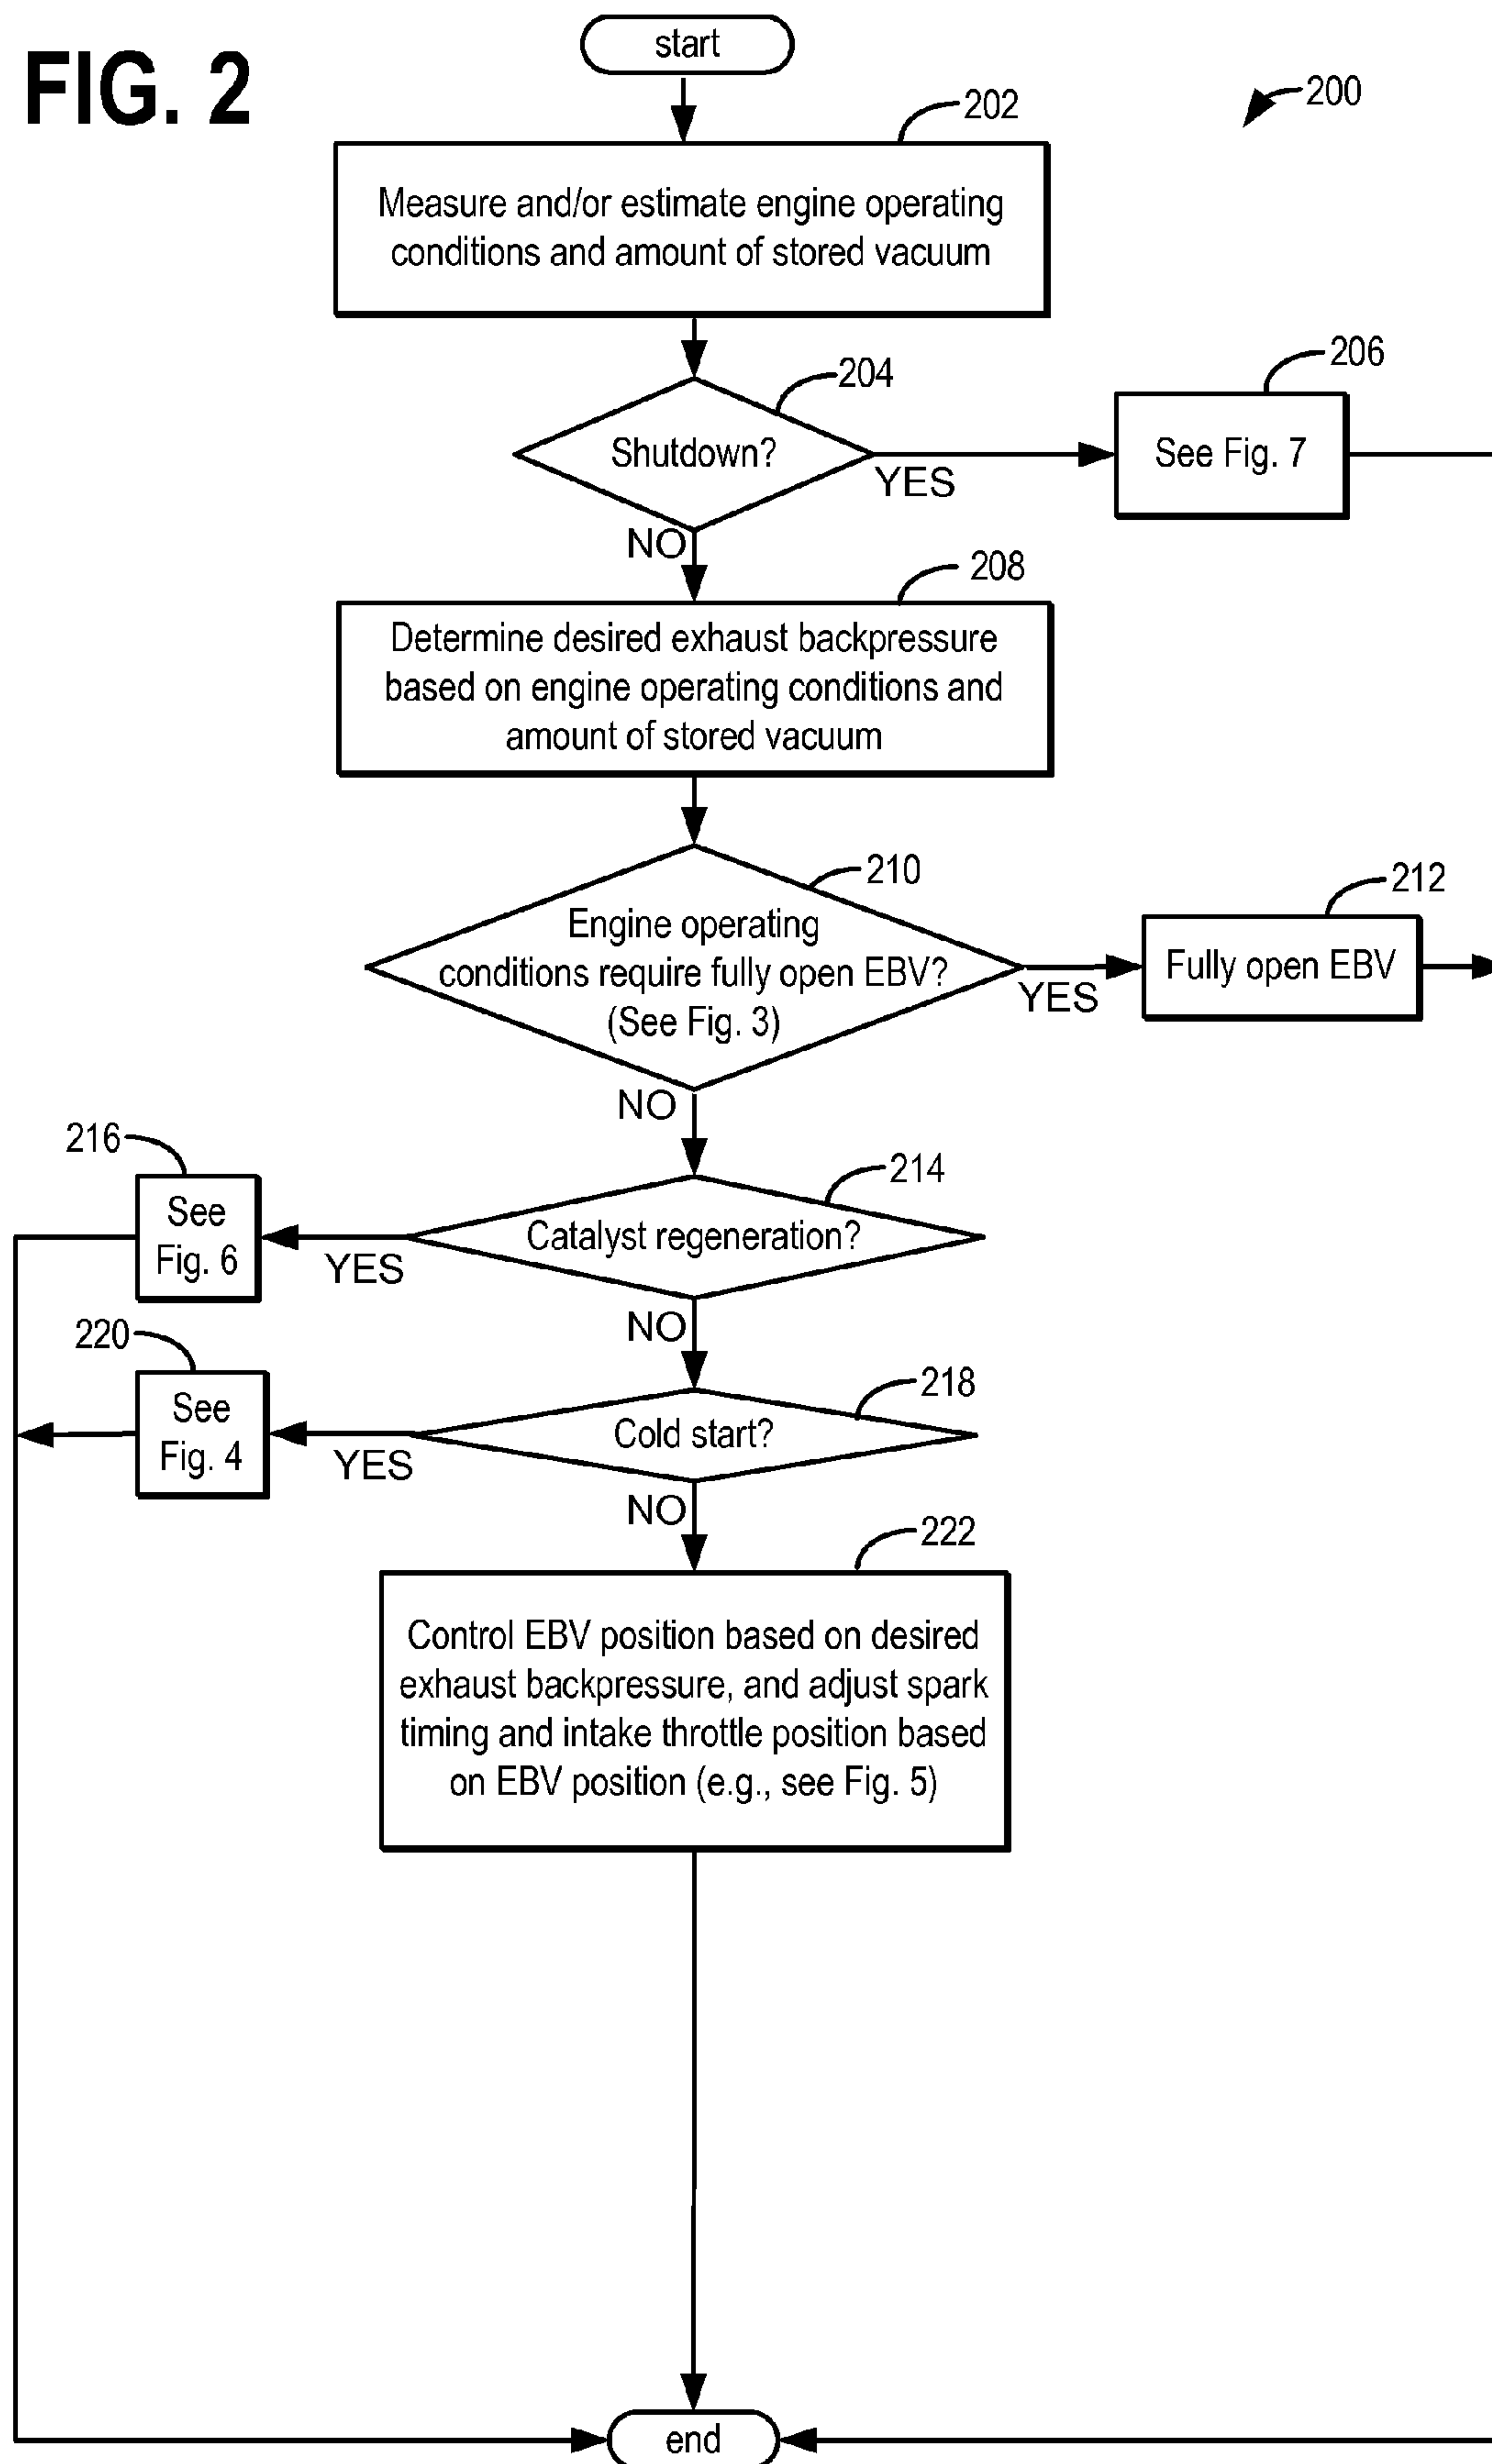 FIG. 2
start
200
202
Measure and/or estimate engine operating
conditions and amount of stored vacuum
204
Shutdown?
YES
206
See Fig. 7
NO
208
Determine desired exhaust backpressure
based on engine operating conditions and
amount of stored vacuum
210
Engine operating
conditions require fully open EBV?
(See Fig. 3)
YES
212
Fully open EBV
NO
214
Catalyst regeneration?
YES
216
See
Fig. 6
NO
218
Cold start?
YES
220
See
Fig. 4
NO
222
Control EBV position based on desired
exhaust backpressure, and adjust spark
timing and intake throttle position based
on EBV position (e.g., see Fig. 5)
end